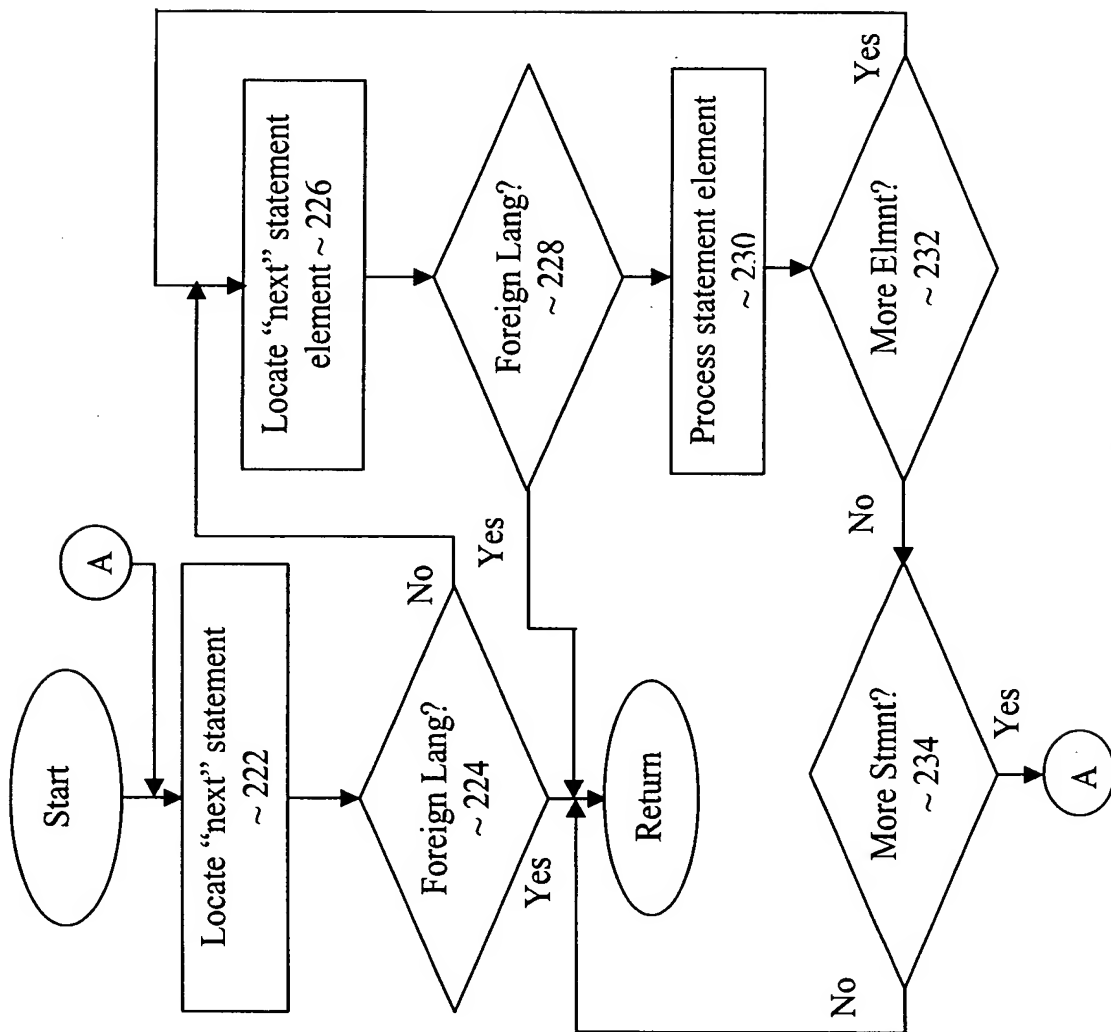 Start
A
Locate “next” statement
~ 222
Foreign Lang?
~ 224
No
Yes
Return
Locate “next” statement
element ~ 226
Foreign Lang?
~ 228
Yes
Process statement element
~ 230
More Elmnt?
~ 232
Yes
No
More Stmnt?
~ 234
No
Yes
A